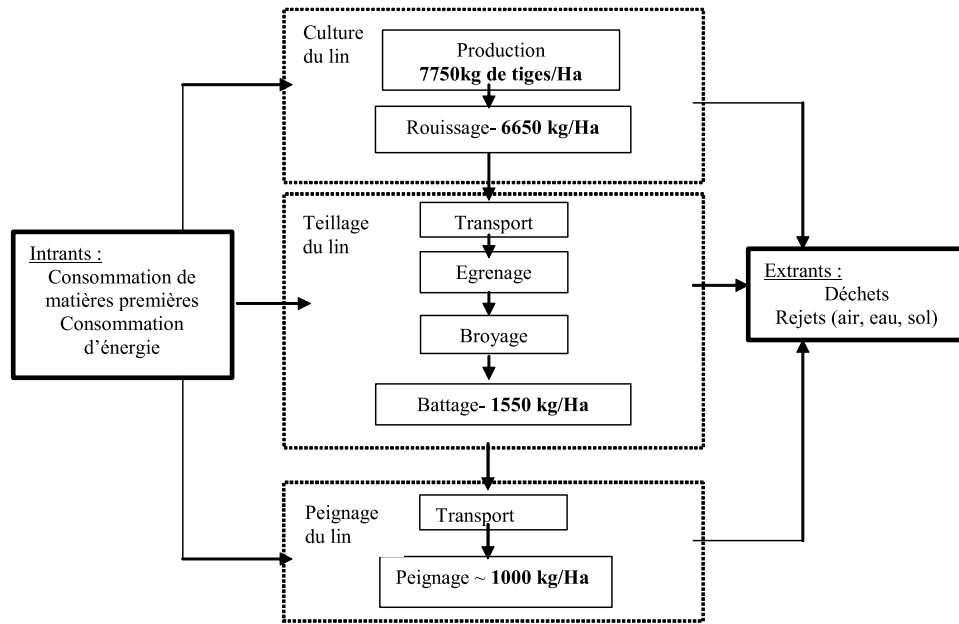 Culture
du lin
Production
7750kg de tiges/Ha
Rouissage- 6650 kg/Ha
Teillage
du lin
Transport
Egrenage
Broyage
Battage- 1550 kg/Ha
Intrants :
Consommation de
matières premières
Consommation
d’énergie
Extrants :
Déchets
Rejets (air, eau, sol)
Peignage
du lin
Transport
Peignage ~ 1000 kg/Ha